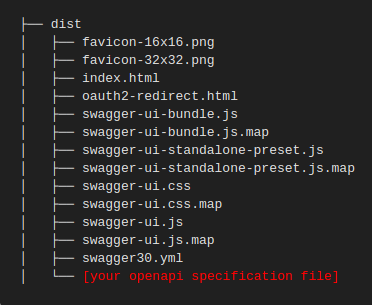 ├── dist
│   ├── favicon-16x16.png
│   ├── favicon-32x32.png
│   ├── index.html
│   ├── oauth2-redirect.html
│   ├── swagger-ui-bundle.js
│   ├── swagger-ui-bundle.js.map
│   ├── swagger-ui-standalone-preset.js
│   ├── swagger-ui-standalone-preset.js.map
│   ├── swagger-ui.css
│   ├── swagger-ui.css.map
│   ├── swagger-ui.js
│   ├── swagger-ui.js.map
│   ├── swagger30.yml
│   └── [your openapi specification file]